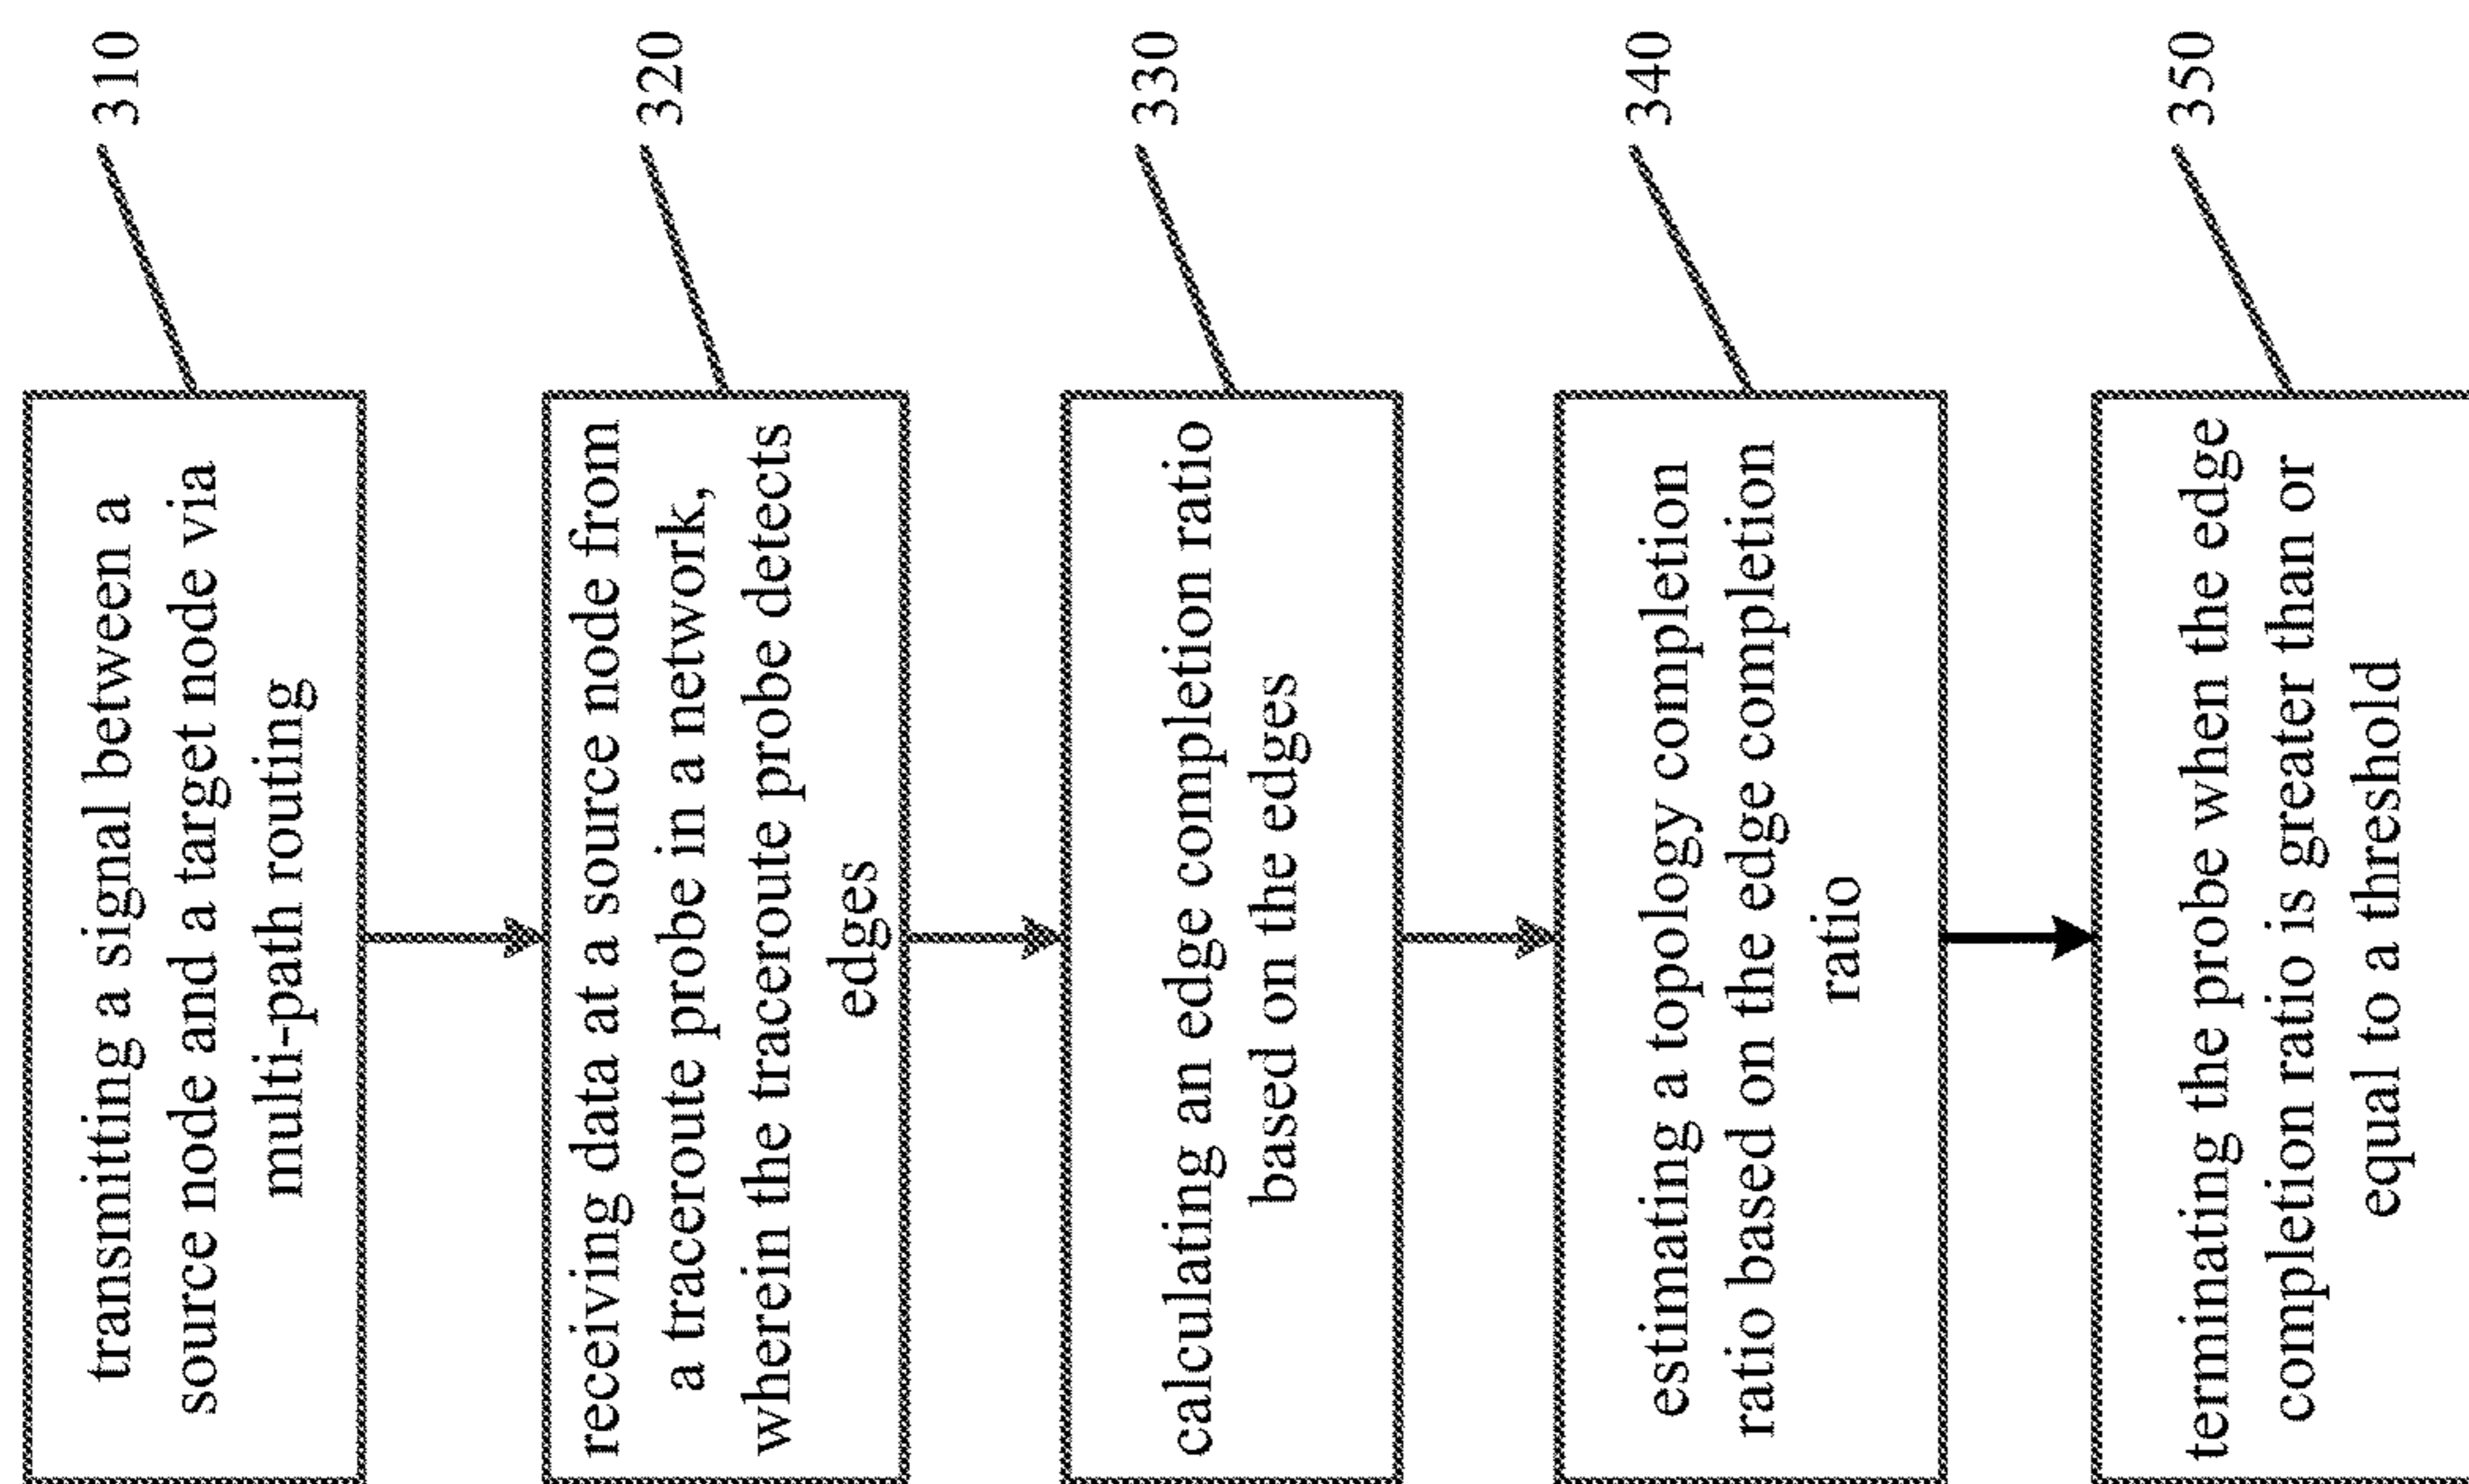 transmitting a signal between a
source node and a target node via
multi-path routing
310
receiving data at a source node from
a traceroute probe in a network,
wherein the traceroute probe detects
edges
320
calculating an edge completion ratio
based on the edges
330
estimating a topology completion
ratio based on the edge completion
ratio
340
terminating the probe when the edge
completion ratio is greater than or
equal to a threshold
350